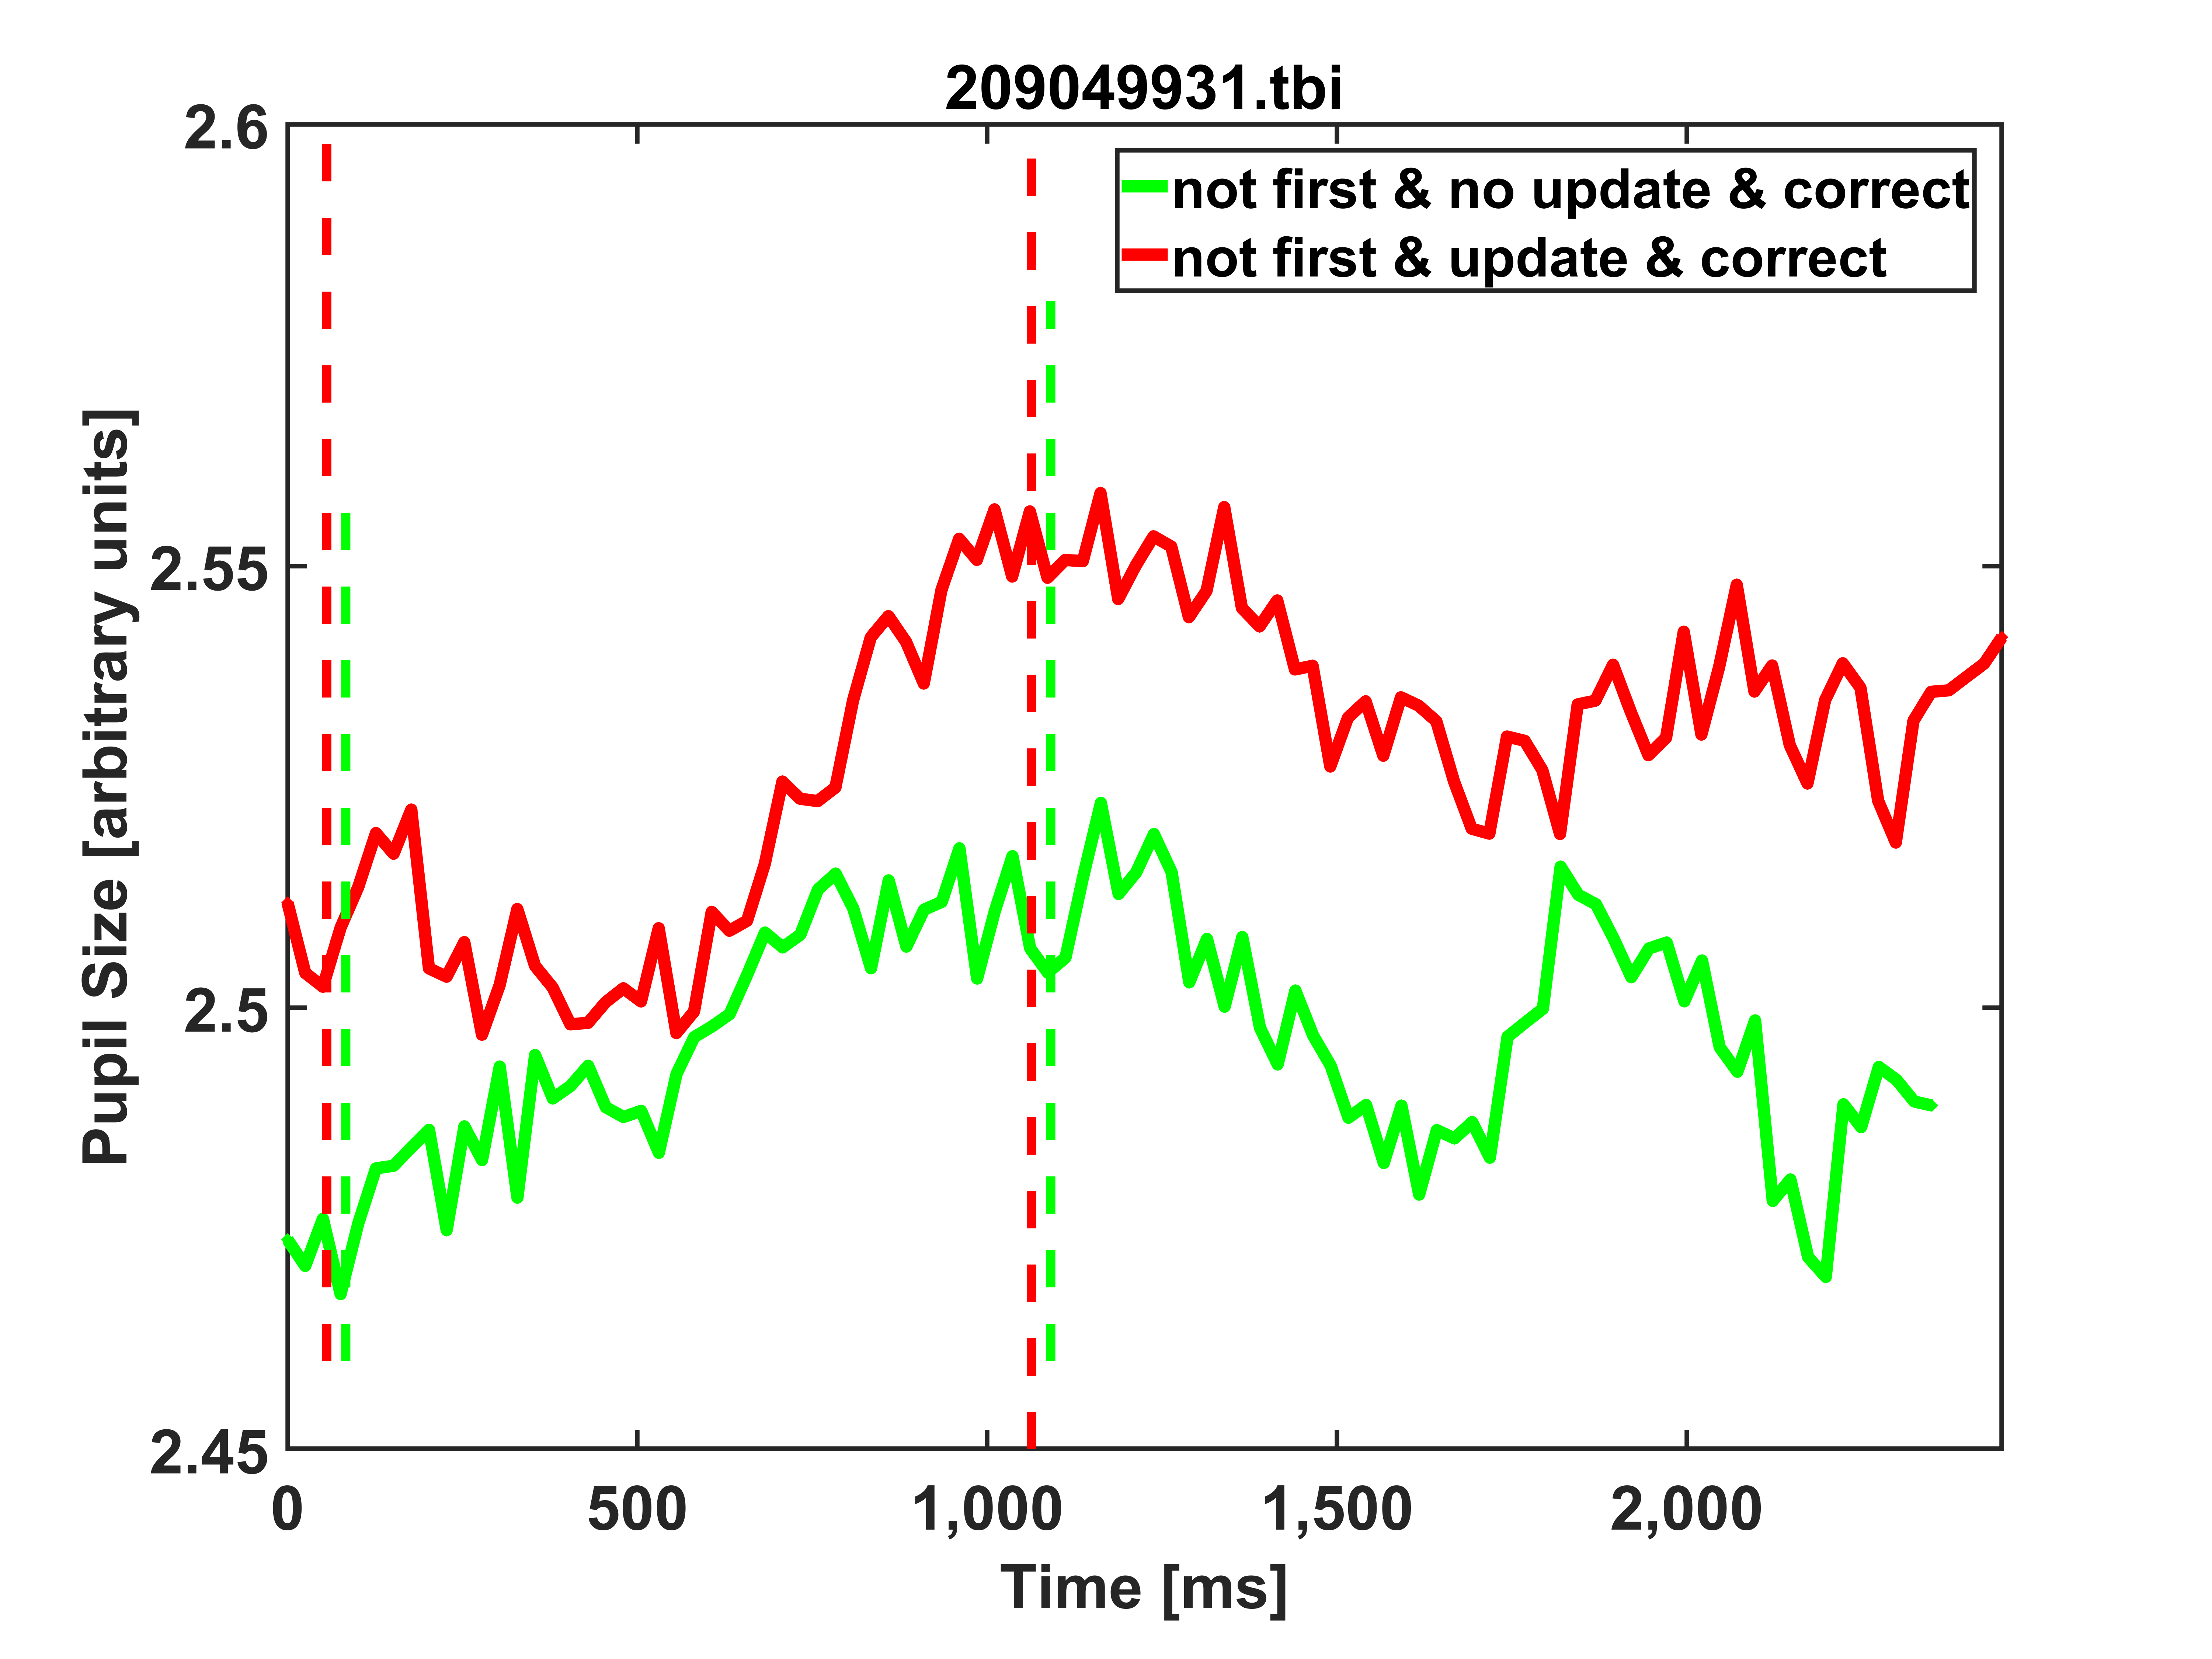 209049931.tbi
not first & no update & correct
not first & update & correct
2.6
2.55
2.5
2.45
Pupil Size [arbitrary units]
0 500 1,000 1,500 2,000
Time [ms]